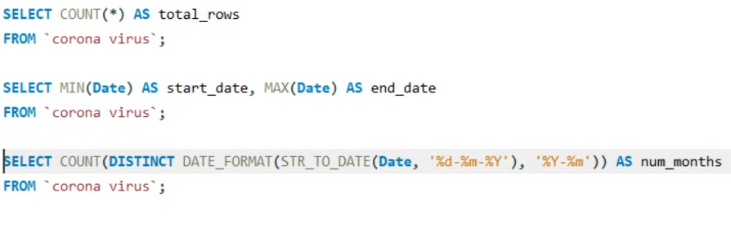 SELECT COUNT(*) AS total_rows
FROM `corona virus`;
SELECT MIN(Date) AS start_date, MAX(Date) AS end_date
FROM `corona virus`;
SELECT COUNT(DISTINCT DATE_FORMAT(STR_TO_DATE(Date, '%d-%m-%Y'), '%Y-%m')) AS num_months
FROM `corona virus`;